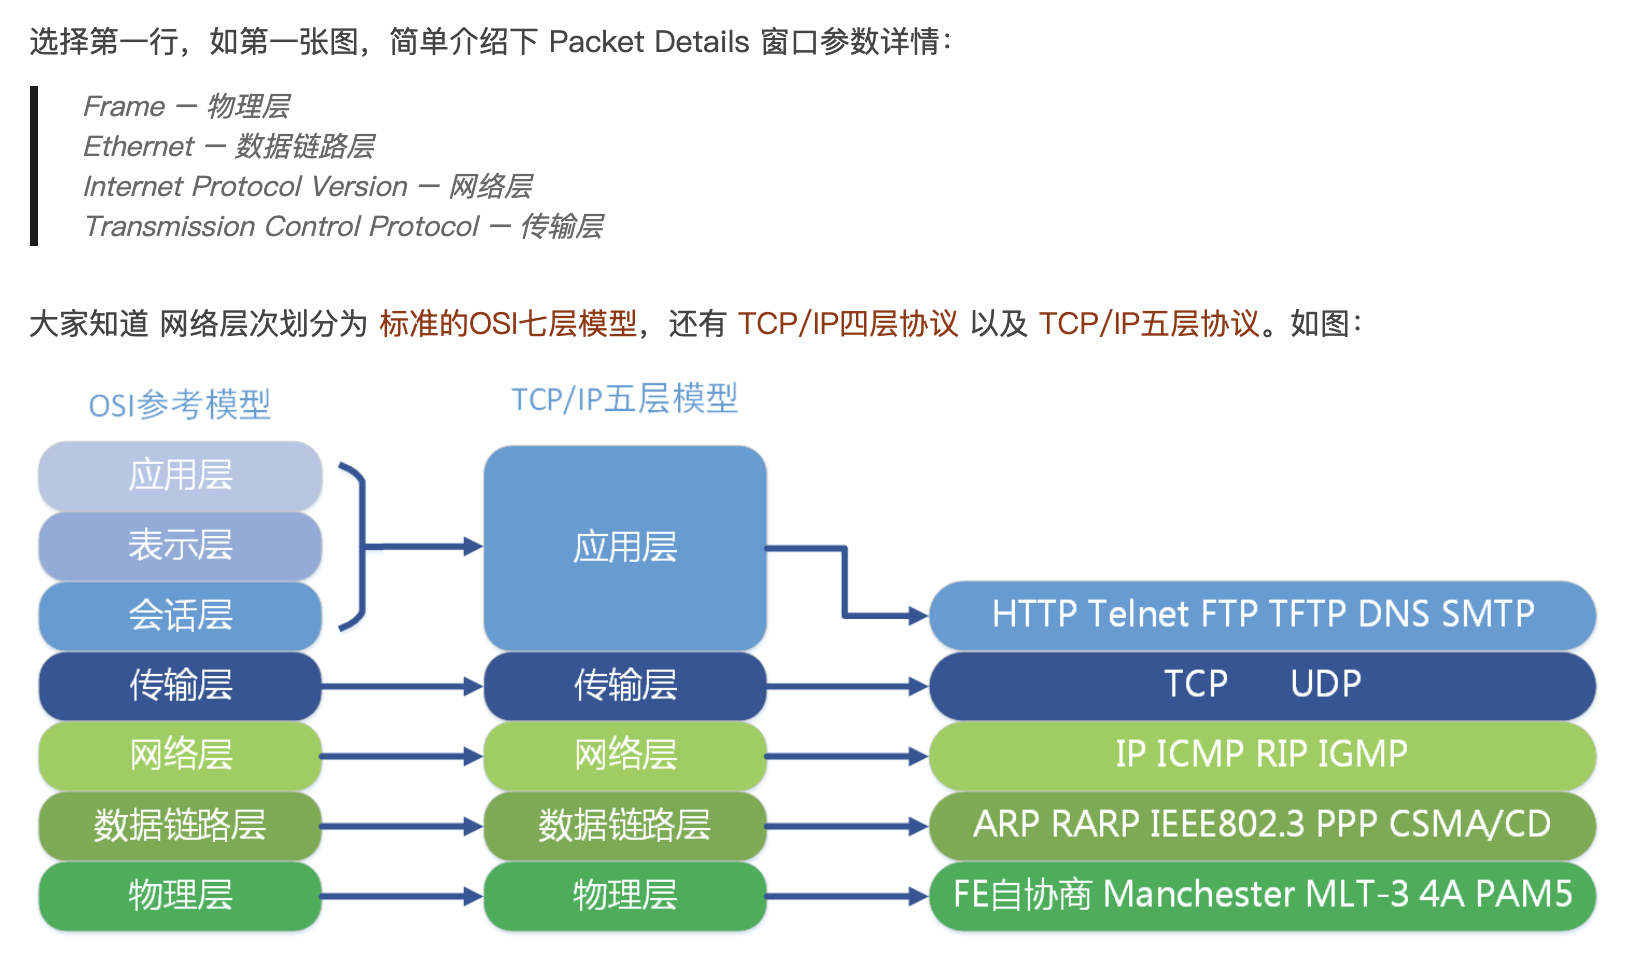 选择第一行，如第一张图，简单介绍下 Packet Details 窗口参数详情：
Frame — 物理层
Ethernet — 数据链路层
Internet Protocol Version — 网络层
Transmission Control Protocol — 传输层
大家知道 网络层次划分为 标准的OSI七层模型，还有 TCP/IP四层协议 以及 TCP/IP五层协议。如图：
OSI参考模型
TCP/IP五层模型
应用层
表示层
会话层
应用层
HTTP Telnet FTP TFTP DNS SMTP
传输层
传输层
TCP UDP
网络层
网络层
IP ICMP RIP IGMP
数据链路层
数据链路层
ARP RARP IEEE802.3 PPP CSMA/CD
物理层
物理层
FE自协商 Manchester MLT-3 4A PAM5